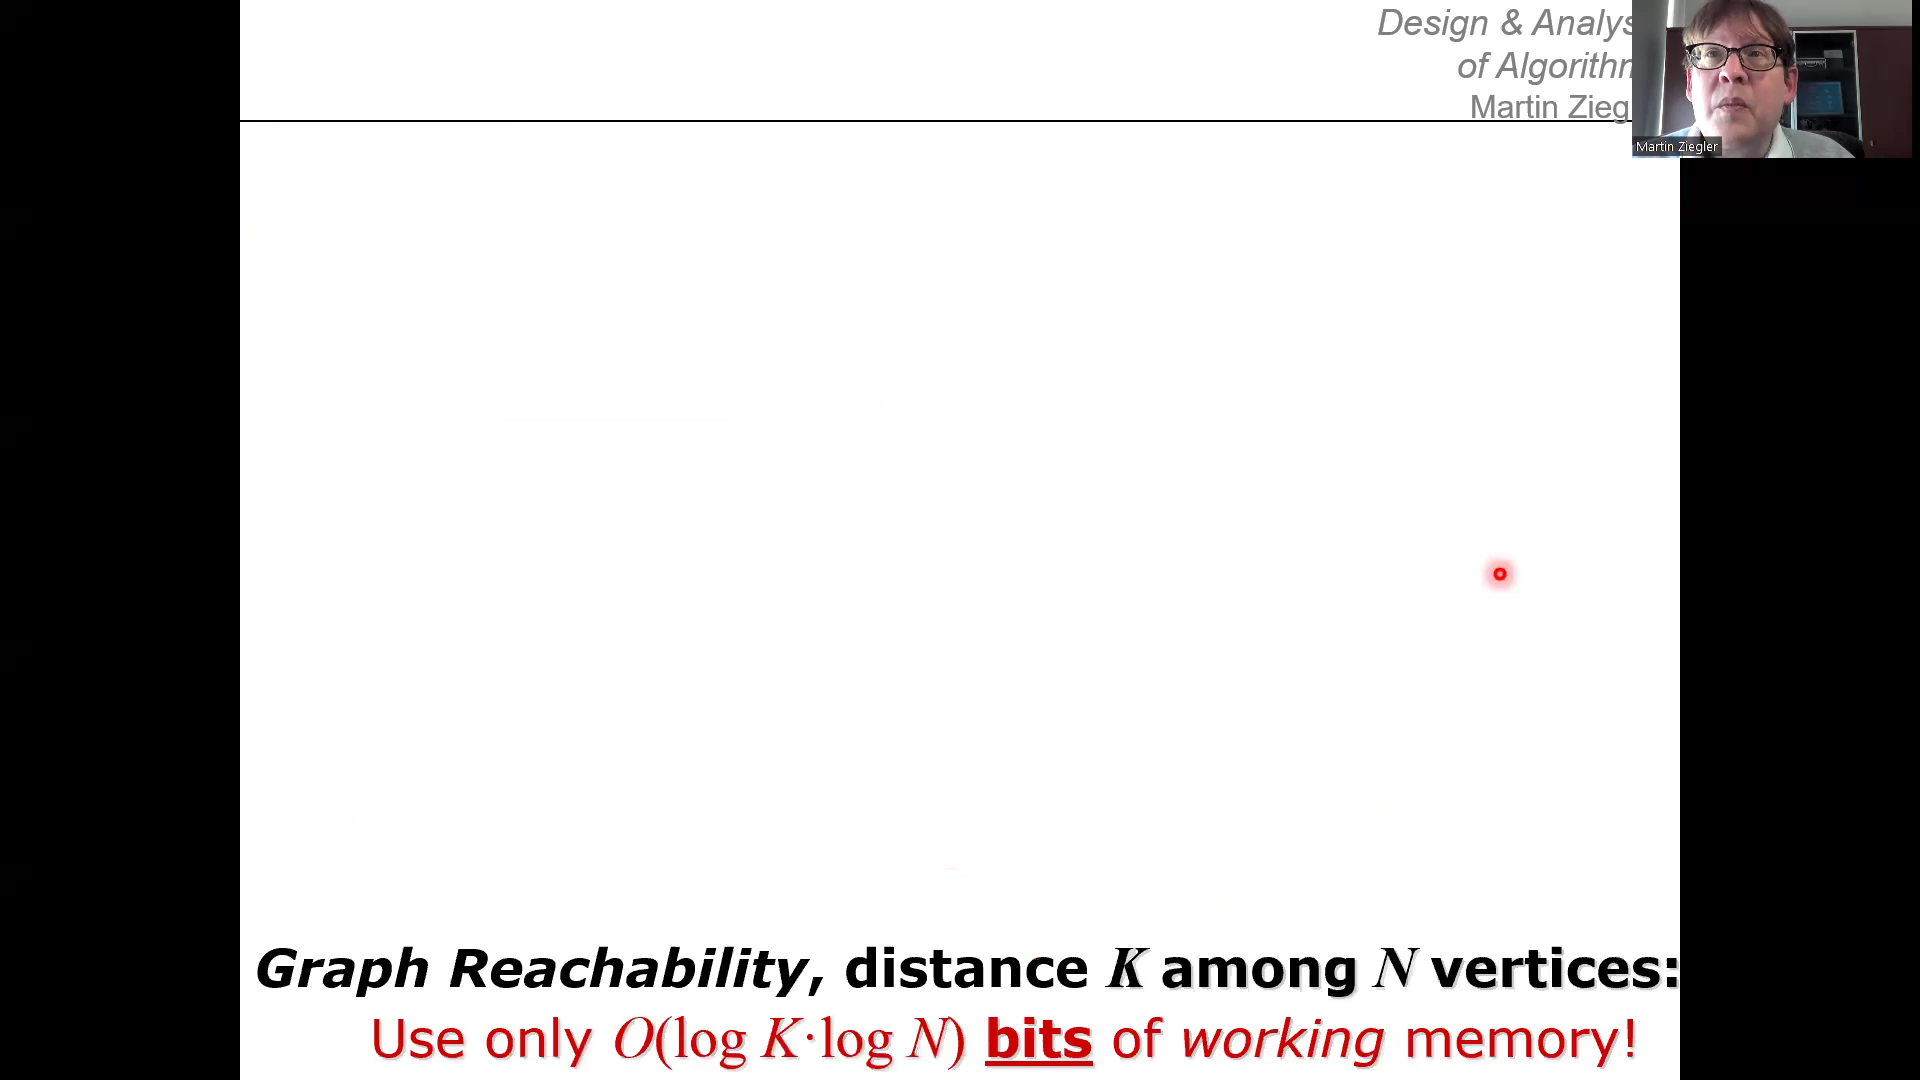 Design & Analys
of Algorithm
Martin Zieg
Martin Ziegler
Graph Reachability, distance K among N vertices:
Use only O(log K·log N) bits of working memory!